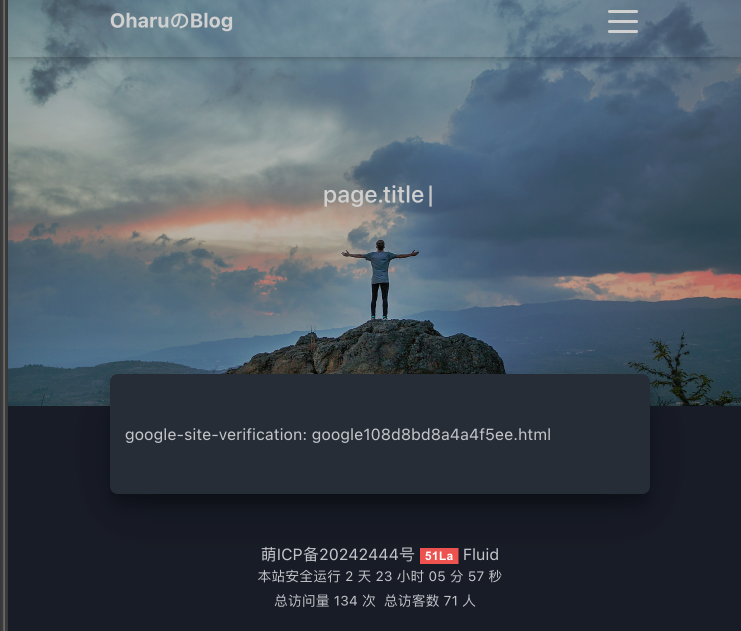 OharuのBlog
page.title|
google-site-verification: google108d8bd8a4a4f5ee.html
萌ICP备20242444号 51La Fluid
本站安全运行 2 天 23 小时 05 分 57 秒
总访问量 134 次 总访客数 71 人